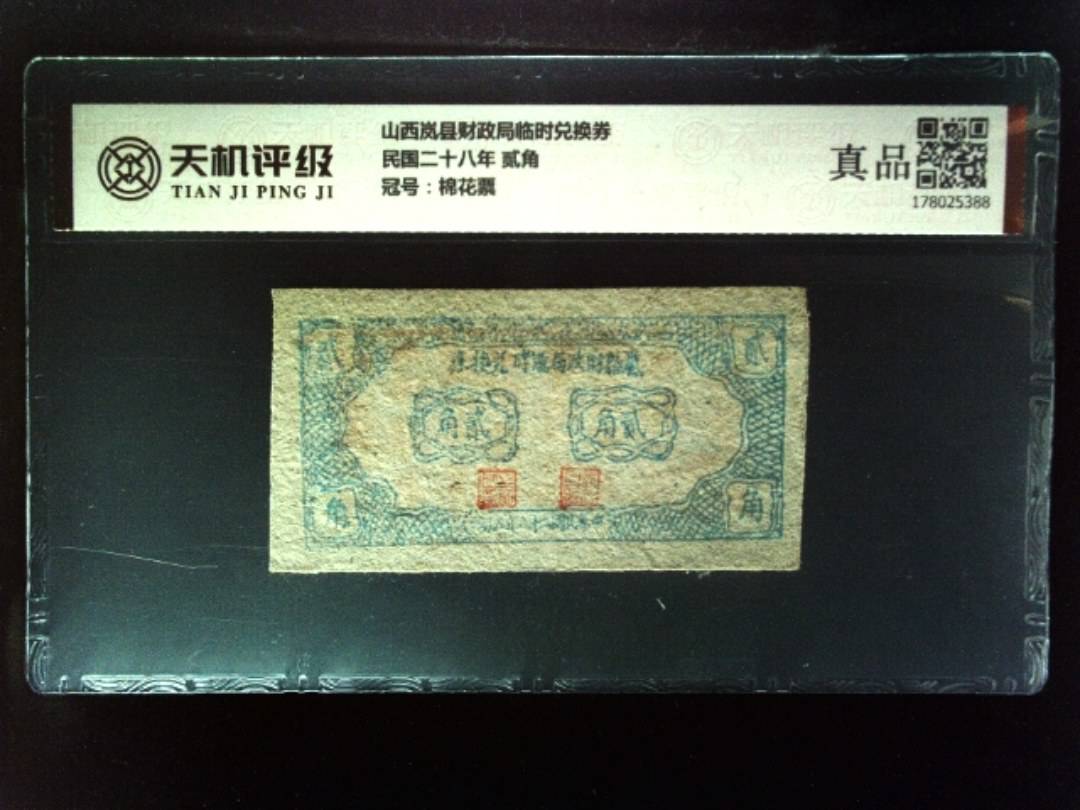 天机评级
TIAN JI PING JI
山西岚县财政局临时兑换券
民国二十八年 贰角
冠号：棉花票
真品
178025388
贰
贰
角贰
角贰
角
角